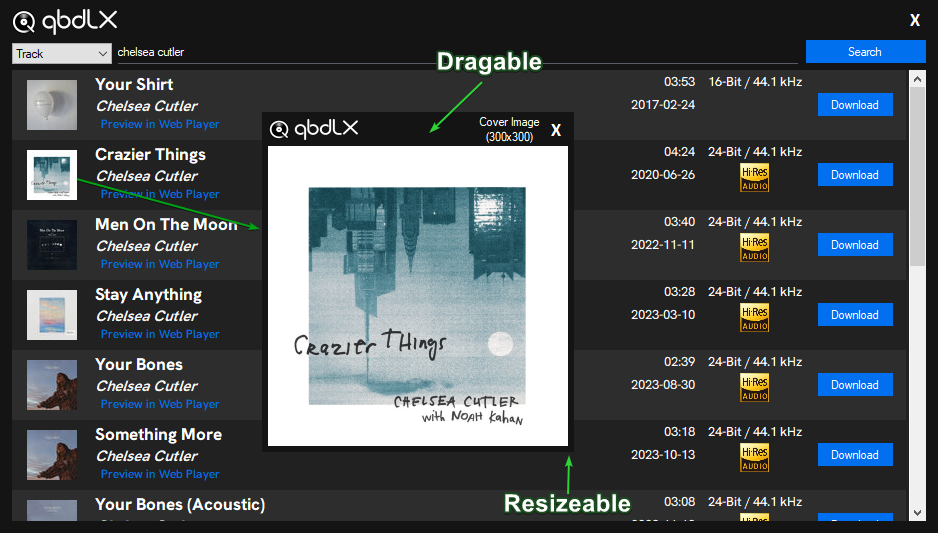 qbdLX
X
Track
chelsea cutler
Search
Dragable
Your Shirt
Chelsea Cutler
Preview in Web Player
03:53
16-Bit / 44.1 kHz
2017-02-24
Download
qbdLX
Cover Image
(300x300)
X
Crazier Things
Chelsea Cutler
Preview in Web Player
04:24
24-Bit / 44.1 kHz
2020-06-26
Hi-Res
AUDIO
Download
Men On The Moon
Chelsea Cutler
Preview in Web Player
03:40
24-Bit / 44.1 kHz
2022-11-11
Hi-Res
AUDIO
Download
Stay Anything
Chelsea Cutler
Preview in Web Player
03:28
24-Bit / 44.1 kHz
2023-03-10
Hi-Res
AUDIO
Download
CrAziEr THings
CHELSEA CUTLER
with NOAH KaHan
Your Bones
Chelsea Cutler
Preview in Web Player
02:39
24-Bit / 44.1 kHz
2023-08-30
Hi-Res
AUDIO
Download
Something More
Chelsea Cutler
Preview in Web Player
03:18
24-Bit / 44.1 kHz
2023-10-13
Hi-Res
AUDIO
Download
Resizeable
Your Bones (Acoustic)
03:08
24-Bit / 44.1 kHz
Hi-Res